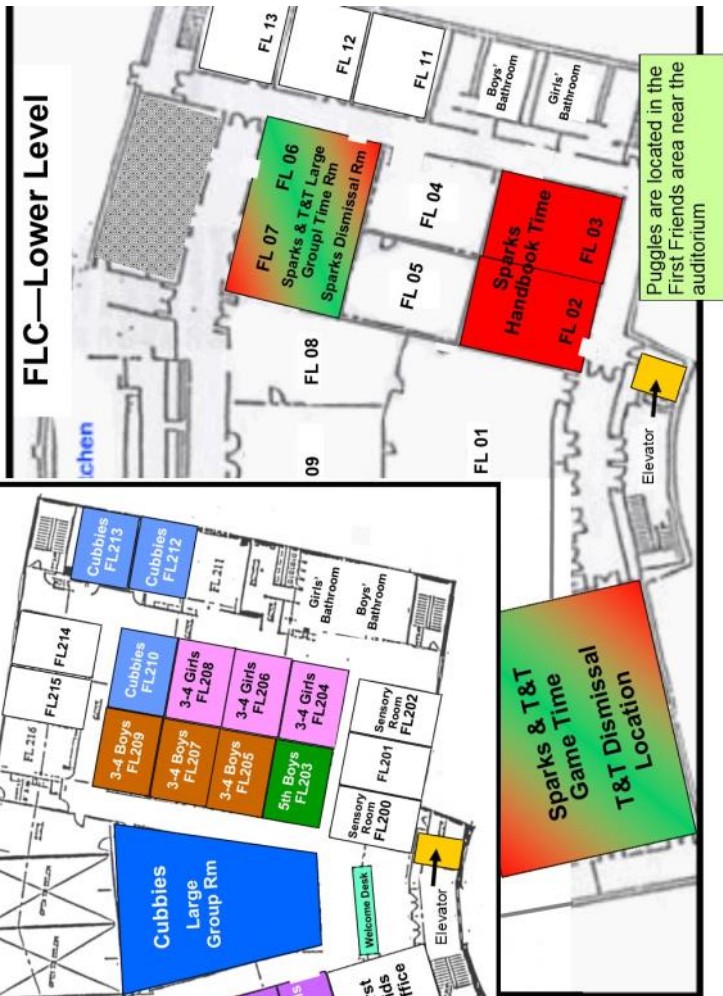 FLC—Lower Level
FL 13
FL 12
FL 11
Boys'
Bathroom
Girls'
Bathroom
FL 07
FL 06
Sparks & T&T Large
Groupl Time Rm
Sparks Dismissal Rm
FL 04
FL 05
Sparks
Handbook Time
FL 03
FL 02
Puggles are located in the
First Friends area near the
auditorium
FL 08
09
FL 01
chen
Elevator
Sparks & T&T
Game Time
T&T Dismissal
Location
Cubbies
FL213
Cubbies
FL212
FL211
Girls'
Bathroom
Boys'
Bathroom
FL214
FL215
FL216
Cubbies
FL210
3-4 Girls
FL208
3-4 Girls
FL206
3-4 Girls
FL204
3-4 Boys
FL209
3-4 Boys
FL207
3-4 Boys
FL205
5th Boys
FL203
Sensory
Room
FL202
FL201
Sensory
Room
FL200
Cubbies
Large
Group Rm
Welcome Desk
Elevator
rst
nds
ffice